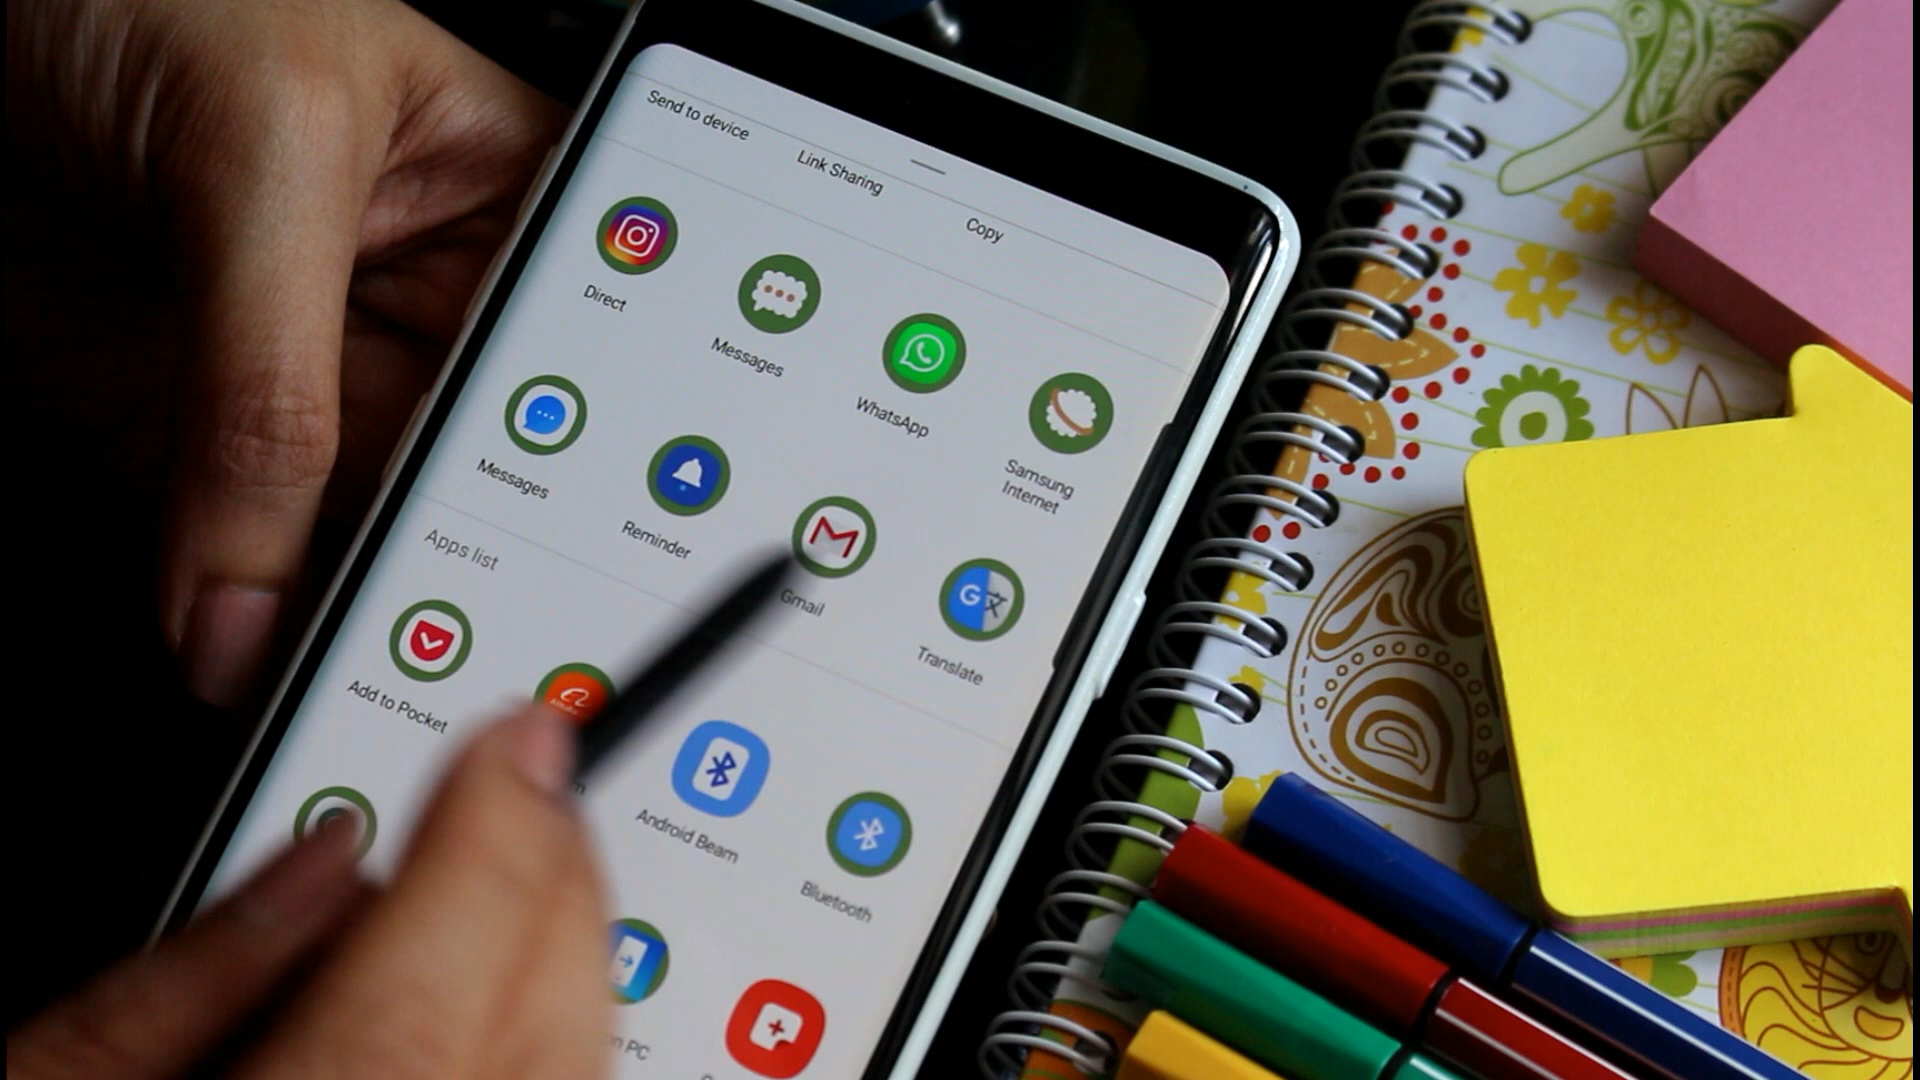 Send to device
Link Sharing
Copy
Direct
Messages
WhatsApp
Samsung
Internet
Messages
Reminder
Gmail
Translate
Apps list
Add to Pocket
Android Beam
Bluetooth
PC